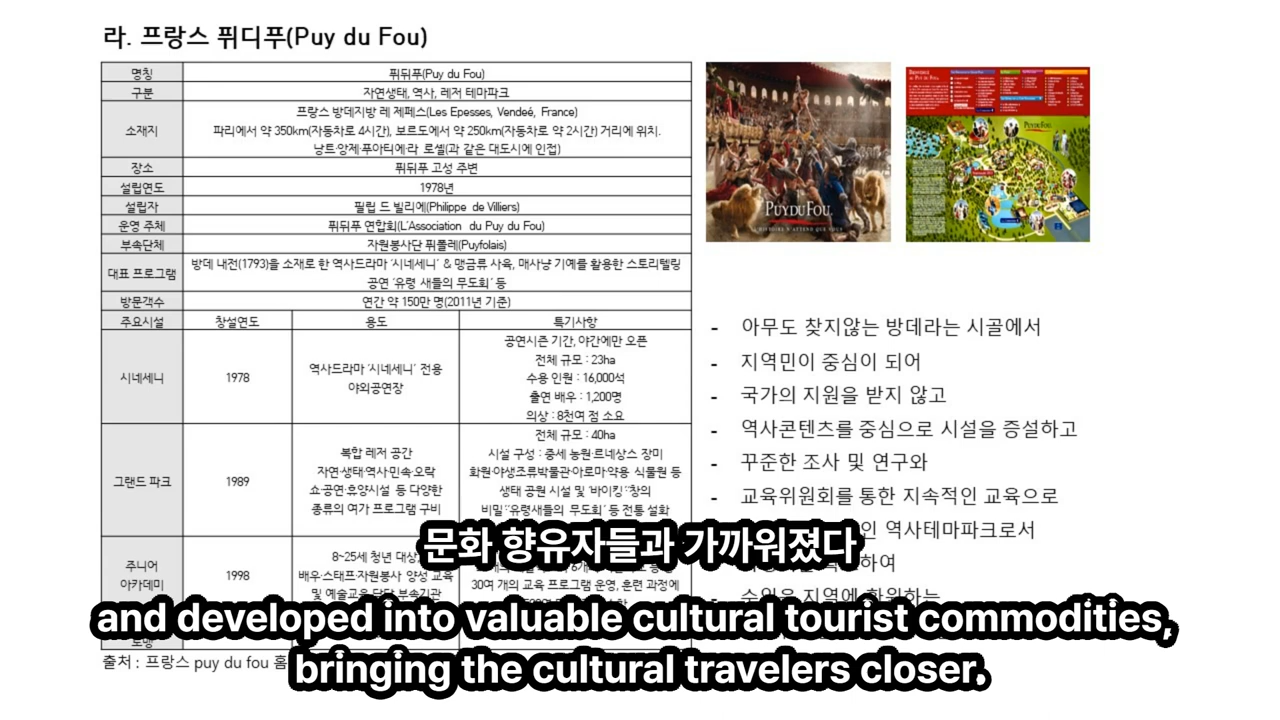 라. 프랑스 퓌디푸(Puy du Fou)
명칭 퓌뒤푸(Puy du Fou)
구분 자연생태, 역사, 레저 테마파크
소재지 프랑스 방데지방 레 제페스(Les Epesses, Vendeé, France)
파리에서 약 350km(자동차로 4시간), 보르도에서 약 250km(자동차로 약 2시간) 거리에 위치.
낭트·앙제·푸아티에·라 로셸(과 같은 대도시에 인접)
장소 퓌뒤푸 고성 주변
설립연도 1978년
설립자 필립 드 빌리에(Philippe de Villiers)
운영 주체 퓌뒤푸 연합회(L'Association du Puy du Fou)
부속단체 자원봉사단 퓌폴레(Puyfolais)
대표 프로그램 방데 내전(1793)을 소재로 한 역사드라마 '시네세니' & 맹금류 사육, 매사냥 기예를 활용한 스토리텔링
공연 '유령 새들의 무도회' 등
방문객수 연간 약 150만 명(2011년 기준)
주요시설 창설연도 용도 특기사항
시네세니 1978 역사드라마 '시네세니' 전용
야외공연장
공연시즌 기간, 야간에만 오픈
전체 규모 : 23ha
수용 인원 : 16,000석
출연 배우 : 1,200명
의상 : 8천여 점 소요
그랜드 파크 1989 복합 레저 공간
자연·생태·역사·민속·오락
쇼·공연·휴양시설 등 다양한
종류의 여가 프로그램 구비
전체 규모 : 40ha
시설 구성 : 중세 농원·르네상스 장미
화원·야생조류박물관·아로마·약용 식물원 등
생태 공원 시설 및 '바이킹'·'창의
비밀'·'유령새들의 무도회' 등 전통 설화
주니어
아카데미 1998 8~25세 청년 대상
배우·스태프·자원봉사 양성 교육
및 예술교육
30여 개의 교육 프로그램 운영, 훈련 과정에
출처 : 프랑스 puy du fou 홈
PUYDUFOU.
L'HISTOIRE N'ATTEND QUE VOUS
PUYDUFOU.
- 아무도 찾지않는 방데라는 시골에서
- 지역민이 중심이 되어
- 국가의 지원을 받지 않고
- 역사콘텐츠를 중심으로 시설을 증설하고
- 꾸준한 조사 및 연구와
- 교육위원회를 통한 지속적인 교육으로
인 역사테마파크로서
하여
문화 향유자들과 가까워졌다
and developed into valuable cultural tourist commodities,
bringing the cultural travelers closer.